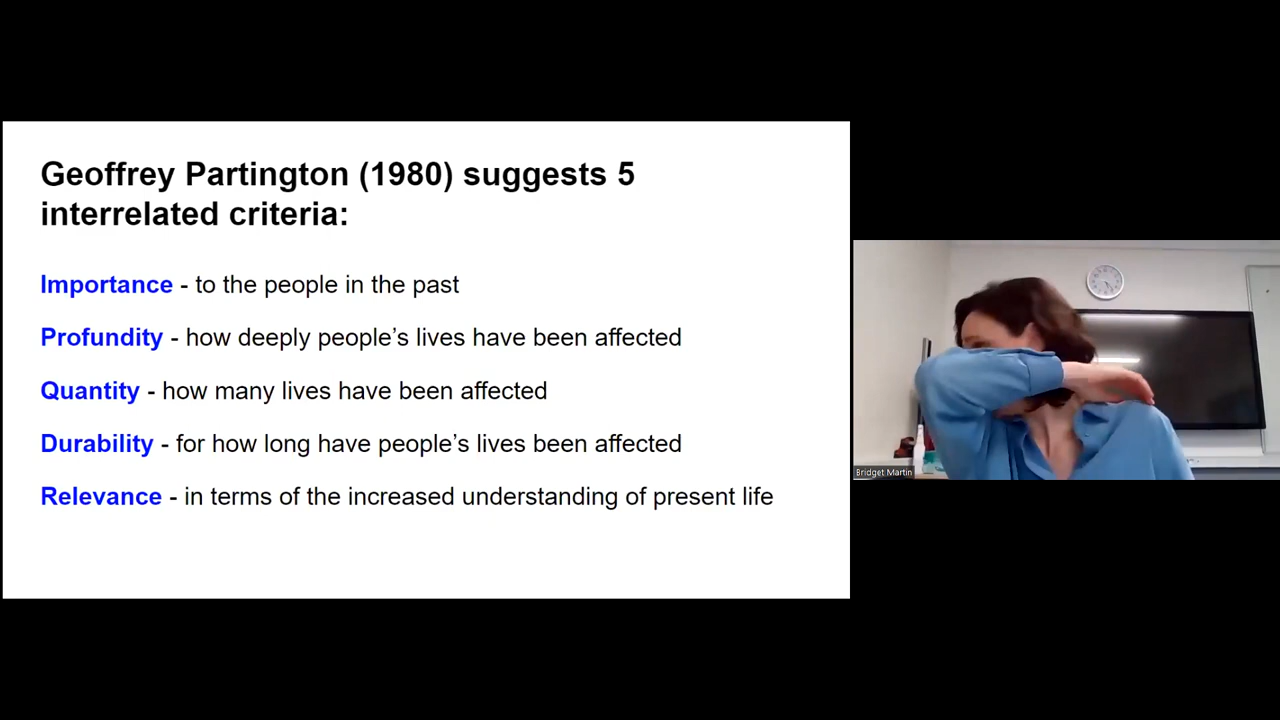 Geoffrey Partington (1980) suggests 5
interrelated criteria:
Importance - to the people in the past
Profundity - how deeply people’s lives have been affected
Quantity - how many lives have been affected
Durability - for how long have people’s lives been affected
Relevance - in terms of the increased understanding of present life
Bridget Martin